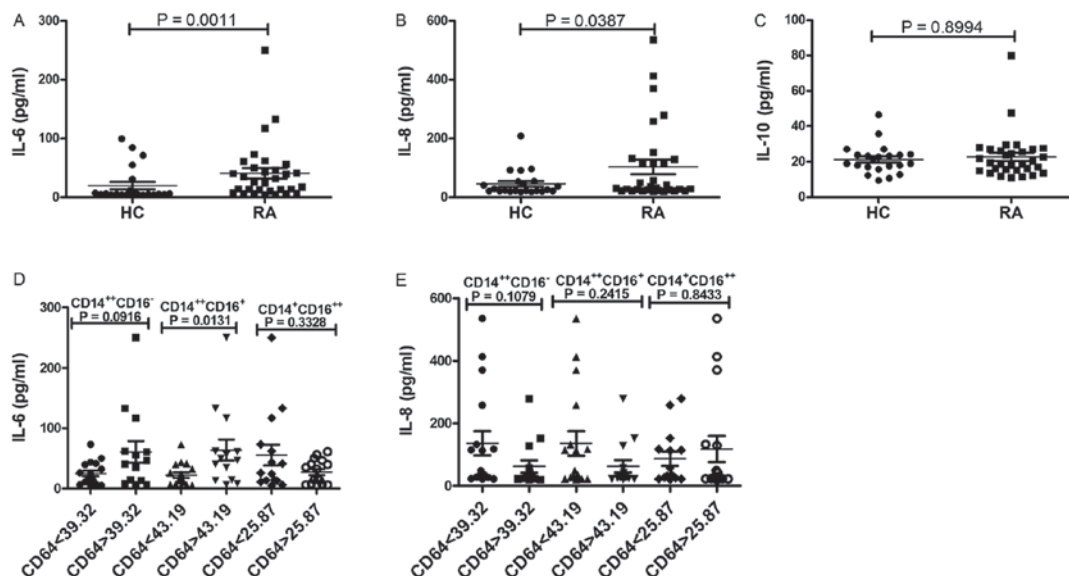 A
P = 0.0011
IL-6 (pg/ml)
300
200
100
0
HC
RA
B
P = 0.0387
IL-8 (pg/ml)
600
400
200
0
HC
RA
C
P = 0.8994
IL-10 (pg/ml)
100
80
60
40
20
0
HC
RA
D
CD14++CD16-
P = 0.0916
CD14++CD16+
P = 0.0131
CD14+CD16++
P = 0.3328
IL-6 (pg/ml)
300
200
100
0
CD64<39.32
CD64>39.32
CD64<43.19
CD64>43.19
CD64<25.87
CD64>25.87
E
CD14++CD16-
P = 0.1079
CD14++CD16+
P = 0.2415
CD14+CD16++
P = 0.8433
IL-8 (pg/ml)
600
400
200
0
CD64<39.32
CD64>39.32
CD64<43.19
CD64>43.19
CD64<25.87
CD64>25.87